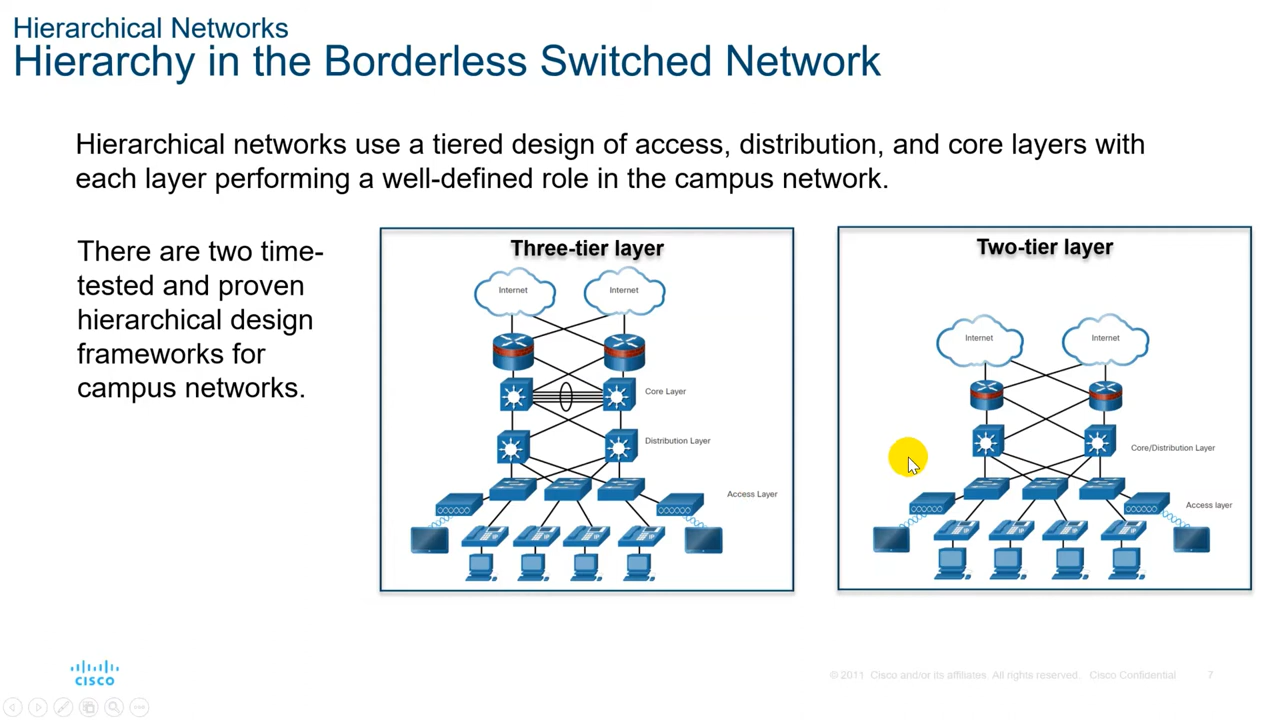 Hierarchical Networks
Hierarchy in the Borderless Switched Network
Hierarchical networks use a tiered design of access, distribution, and core layers with
each layer performing a well-defined role in the campus network.
There are two time-
tested and proven
hierarchical design
frameworks for
campus networks.
Three-tier layer
Internet
Internet
Core Layer
Distribution Layer
Access Layer
Two-tier layer
Internet
Internet
Core/Distribution Layer
Access layer
CISCO
© 2011 Cisco and/or its affiliates. All rights reserved. Cisco Confidential 7